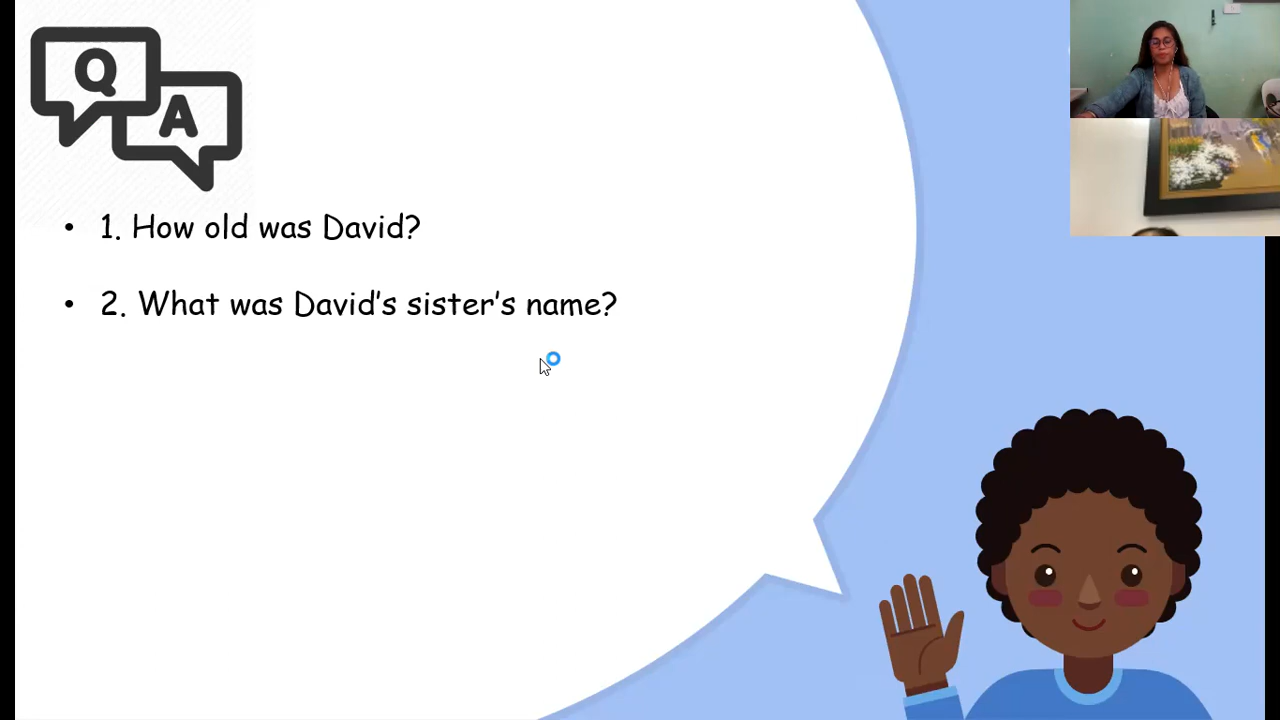 Q
A
• 1. How old was David?
• 2. What was David's sister's name?